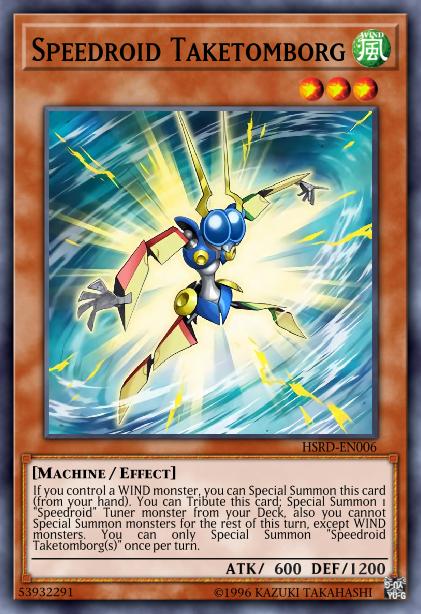 SPEEDROID TAKETOMBORG
WIND
風
HSRD-EN006
[MACHINE / EFFECT]
If you control a WIND monster, you can Special Summon this card
(from your hand). You can Tribute this card; Special Summon 1
"Speedroid" Tuner monster from your Deck, also you cannot
Special Summon monsters for the rest of this turn, except WIND
monsters. You can only Special Summon "Speedroid
Taketomborg(s)" once per turn.
ATK/ 600 DEF/1200
53932291
©1996 KAZUKI TAKAHASHI